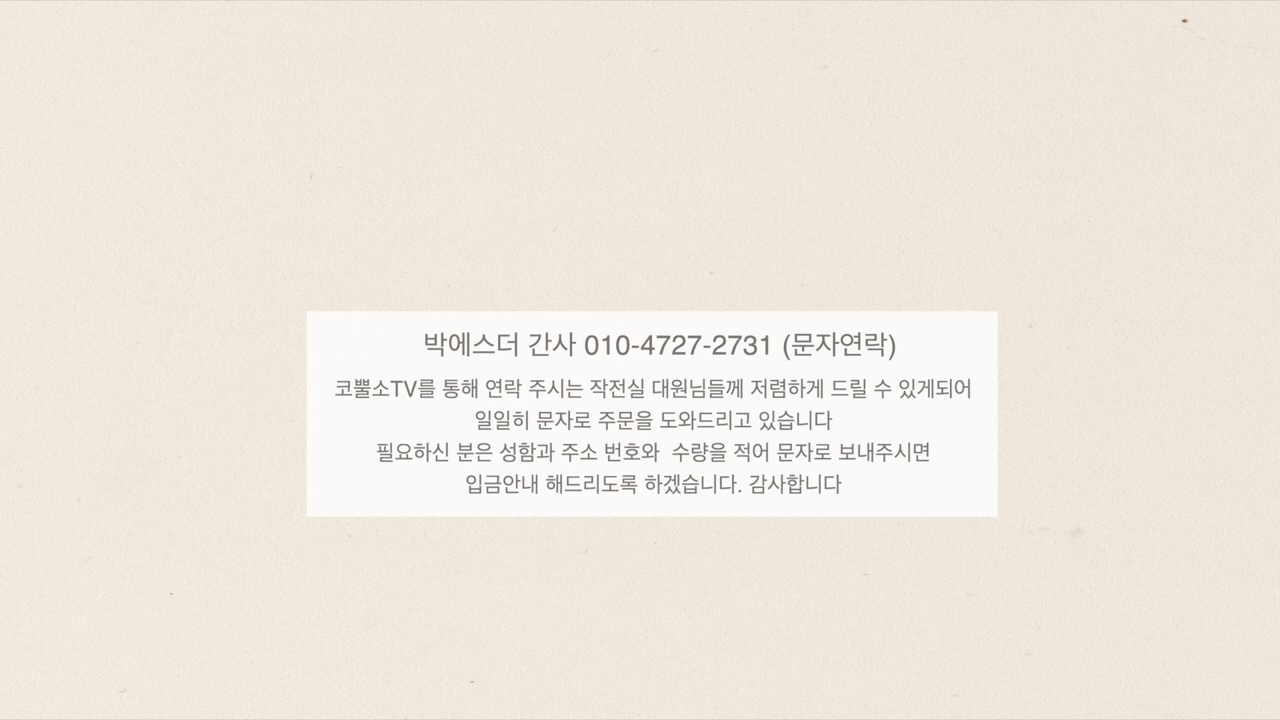 박에스더 간사 010-4727-2731 (문자연락)
코뿔소TV를 통해 연락 주시는 작전실 대원님들께 저렴하게 드릴 수 있게되어
일일히 문자로 주문을 도와드리고 있습니다
필요하신 분은 성함과 주소 번호와  수량을 적어 문자로 보내주시면
입금안내 해드리도록 하겠습니다. 감사합니다